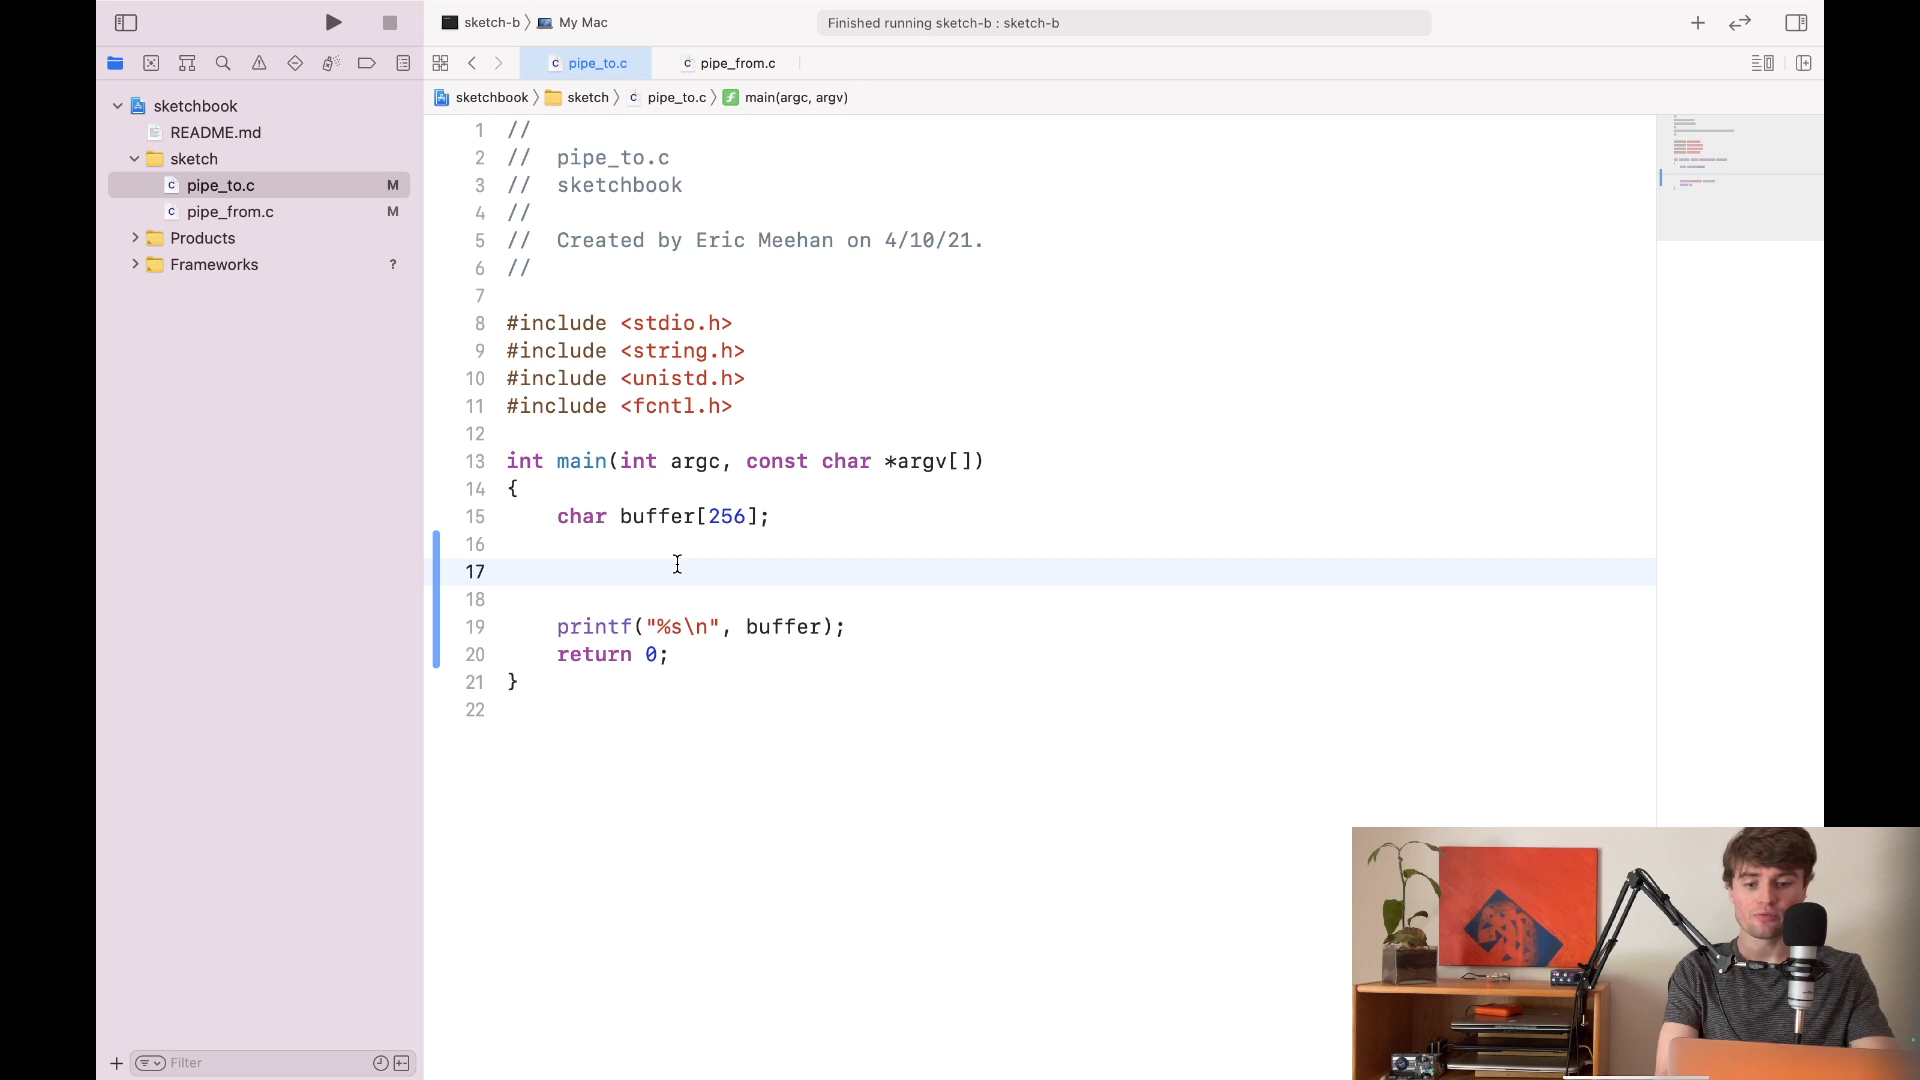 sketch-b
My Mac
Finished running sketch-b : sketch-b
pipe_to.c
pipe_from.c
sketchbook
sketch
pipe_to.c
main(argc, argv)
sketchbook
README.md
sketch
pipe_to.c M
pipe_from.c M
Products
Frameworks ?
1 //
2 //  pipe_to.c
3 //  sketchbook
4 //
5 //  Created by Eric Meehan on 4/10/21.
6 //
7
8 #include <stdio.h>
9 #include <string.h>
10 #include <unistd.h>
11 #include <fcntl.h>
12
13 int main(int argc, const char *argv[])
14 {
15     char buffer[256];
16
17
18
19     printf("%s\n", buffer);
20     return 0;
21 }
22
Filter